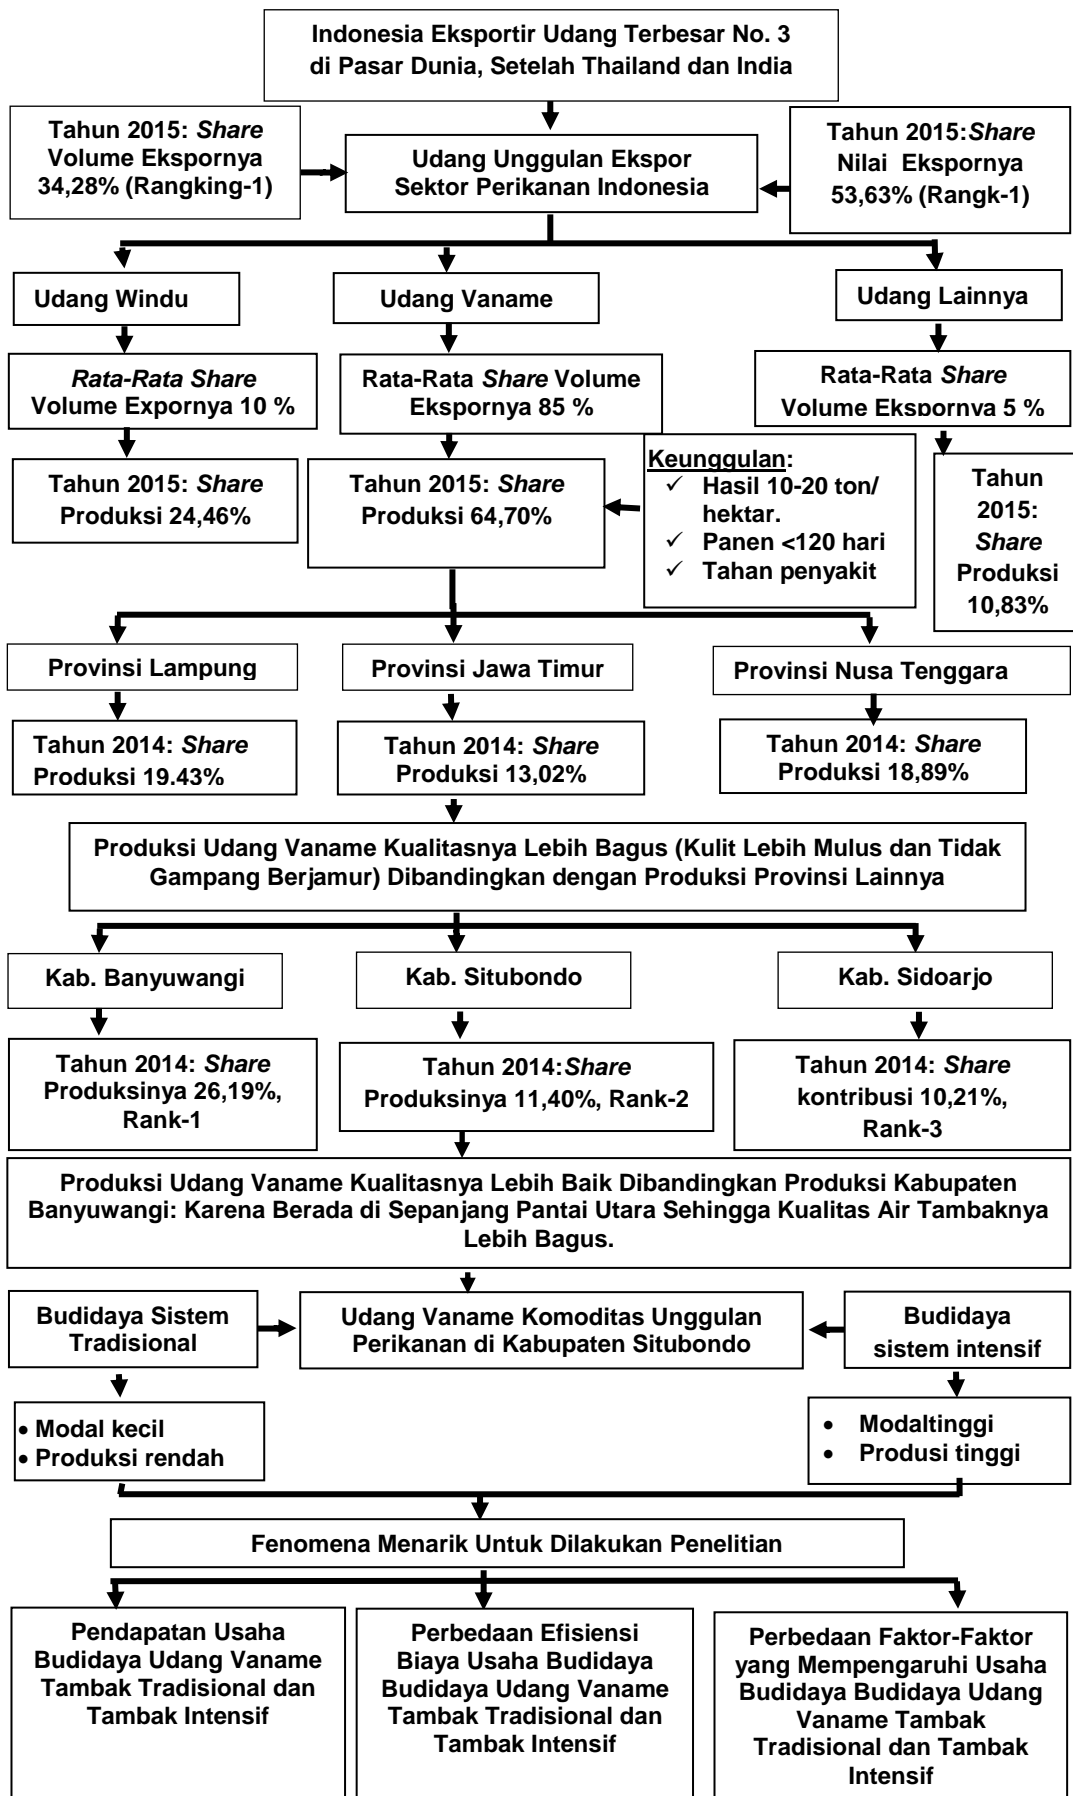 Indonesia Eksportir Udang Terbesar No. 3
di Pasar Dunia, Setelah Thailand dan India
Tahun 2015: Share
Volume Ekspornya
34,28% (Rangking-1)
Udang Unggulan Ekspor
Sektor Perikanan Indonesia
Tahun 2015:Share
Nilai Ekspornya
53,63% (Rangk-1)
Udang Windu
Udang Vaname
Udang Lainnya
Rata-Rata Share
Volume Expornya 10 %
Rata-Rata Share Volume
Ekspornya 85 %
Rata-Rata Share
Volume Ekspornya 5 %
Tahun 2015: Share
Produksi 24,46%
Tahun 2015: Share
Produksi 64,70%
Keunggulan:
✓ Hasil 10-20 ton/
hektar.
✓ Panen <120 hari
✓ Tahan penyakit
Tahun
2015:
Share
Produksi
10,83%
Provinsi Lampung
Provinsi Jawa Timur
Provinsi Nusa Tenggara
Tahun 2014: Share
Produksi 19.43%
Tahun 2014: Share
Produksi 13,02%
Tahun 2014: Share
Produksi 18,89%
Produksi Udang Vaname Kualitasnya Lebih Bagus (Kulit Lebih Mulus dan Tidak
Gampang Berjamur) Dibandingkan dengan Produksi Provinsi Lainnya
Kab. Banyuwangi
Kab. Situbondo
Kab. Sidoarjo
Tahun 2014: Share
Produksinya 26,19%,
Rank-1
Tahun 2014:Share
Produksinya 11,40%, Rank-2
Tahun 2014: Share
kontribusi 10,21%,
Rank-3
Produksi Udang Vaname Kualitasnya Lebih Baik Dibandingkan Produksi Kabupaten
Banyuwangi: Karena Berada di Sepanjang Pantai Utara Sehingga Kualitas Air Tambaknya
Lebih Bagus.
Budidaya Sistem
Tradisional
Udang Vaname Komoditas Unggulan
Perikanan di Kabupaten Situbondo
Budidaya
sistem intensif
• Modal kecil
• Produksi rendah
• Modaltinggi
• Produsi tinggi
Fenomena Menarik Untuk Dilakukan Penelitian
Pendapatan Usaha
Budidaya Udang Vaname
Tambak Tradisional dan
Tambak Intensif
Perbedaan Efisiensi
Biaya Usaha Budidaya
Budidaya Udang Vaname
Tambak Tradisional dan
Tambak Intensif
Perbedaan Faktor-Faktor
yang Mempengaruhi Usaha
Budidaya Budidaya Udang
Vaname Tambak
Tradisional dan Tambak
Intensif